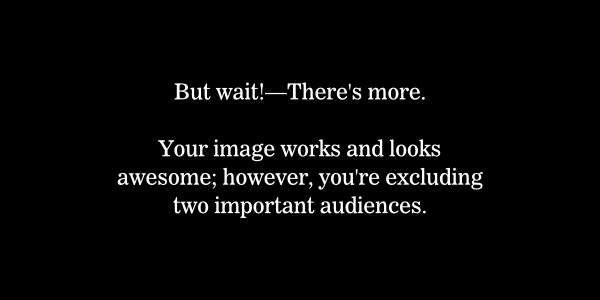 But wait!—There's more.
Your image works and looks
awesome; however, you're excluding
two important audiences.